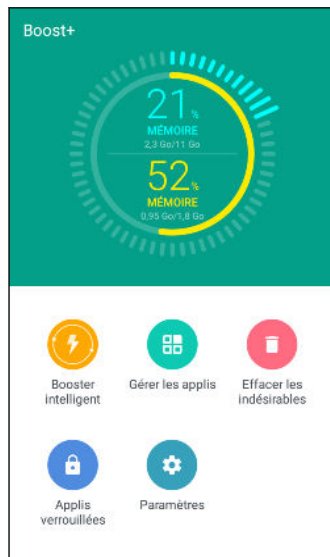 Boost+
21%
MÉMOIRE
2,3 Go/11 Go
52%
MÉMOIRE
0,95 Go/1,8 Go
Booster
intelligent
Gérer les applis
Effacer les
indésirables
Applis
verrouillées
Paramètres